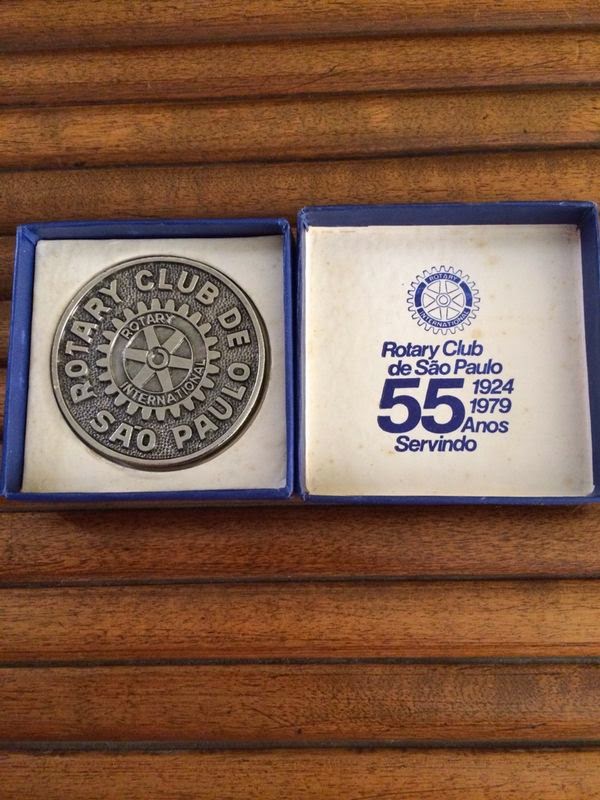 ROTARY CLUB DE
SÃO PAULO
ROTARY
INTERNATIONAL
ROTARY
INTERNATIONAL
Rotary Club
de São Paulo
55 1924
1979
Anos
Servindo